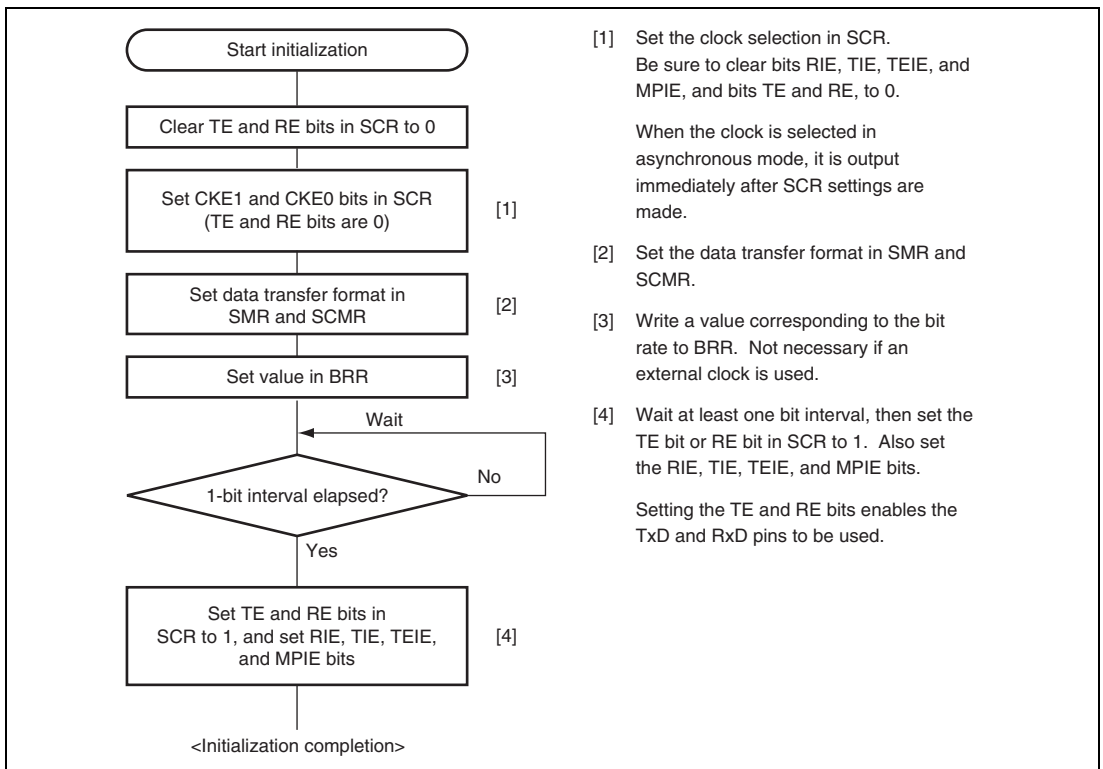 Start initialization
Clear TE and RE bits in SCR to 0
Set CKE1 and CKE0 bits in SCR
(TE and RE bits are 0)
[1]
Set data transfer format in
SMR and SCMR
[2]
Set value in BRR
[3]
Wait
1-bit interval elapsed?
No
Yes
Set TE and RE bits in
SCR to 1, and set RIE, TIE, TEIE,
and MPIE bits
[4]
<Initialization completion>
[1] Set the clock selection in SCR.
Be sure to clear bits RIE, TIE, TEIE, and
MPIE, and bits TE and RE, to 0.
When the clock is selected in
asynchronous mode, it is output
immediately after SCR settings are
made.
[2] Set the data transfer format in SMR and
SCMR.
[3] Write a value corresponding to the bit
rate to BRR. Not necessary if an
external clock is used.
[4] Wait at least one bit interval, then set the
TE bit or RE bit in SCR to 1. Also set
the RIE, TIE, TEIE, and MPIE bits.
Setting the TE and RE bits enables the
TxD and RxD pins to be used.